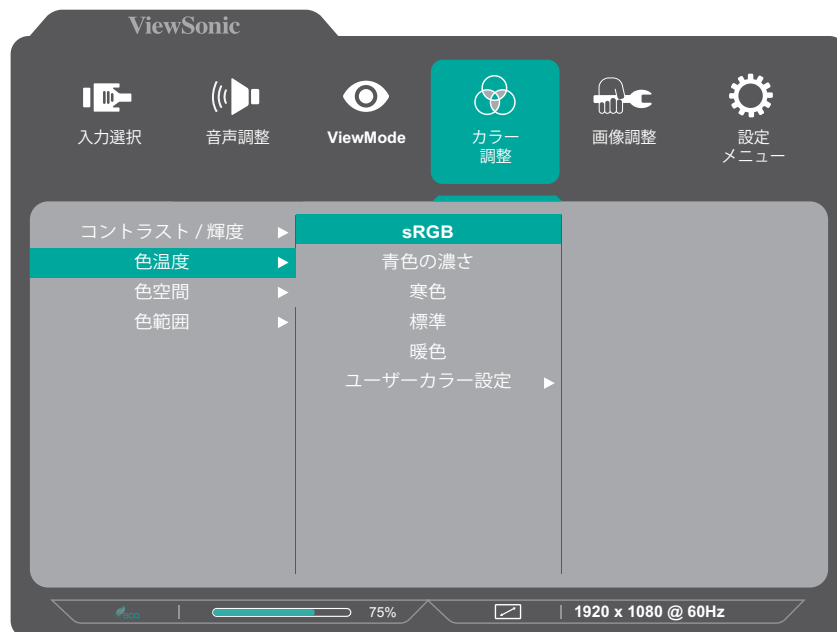 ViewSonic
入力選択
音声調整
ViewMode
カラー
調整
画像調整
設定
メニュー
コントラスト / 輝度
色温度
色空間
色範囲
sRGB
青色の濃さ
寒色
標準
暖色
ユーザーカラー設定
eco
75%
1920 x 1080 @ 60Hz